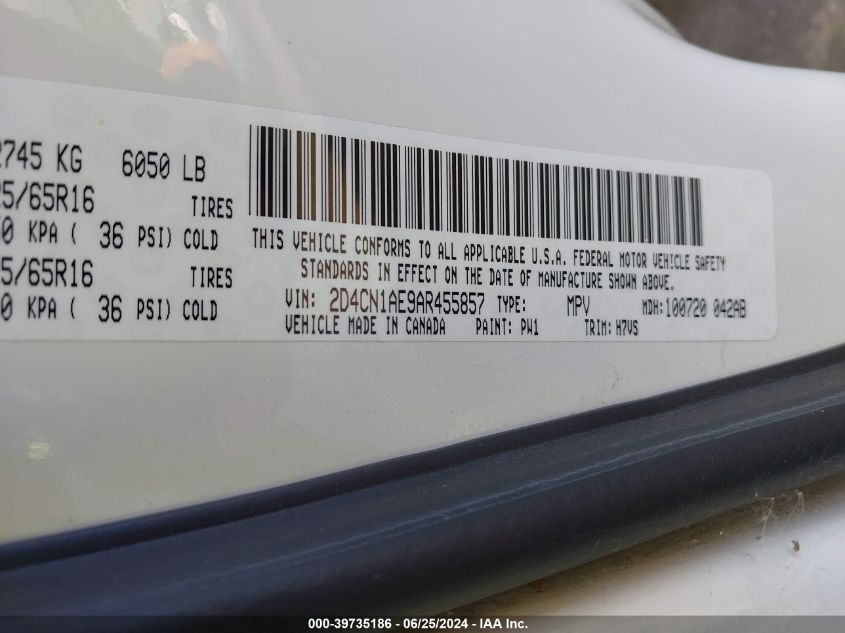 2745 KG 6050 LB
25/65R16 TIRES
0 KPA ( 36 PSI) COLD
5/65R16 TIRES
0 KPA ( 36 PSI) COLD
THIS VEHICLE CONFORMS TO ALL APPLICABLE U.S.A. FEDERAL MOTOR VEHICLE SAFETY
STANDARDS IN EFFECT ON THE DATE OF MANUFACTURE SHOWN ABOVE.
VIN: 2D4CN1AE9AR455857 TYPE: MPV MDH:100720 042AB
VEHICLE MADE IN CANADA PAINT: PW1 TRIM: H7VS
000-39735186 - 06/25/2024 - IAA Inc.